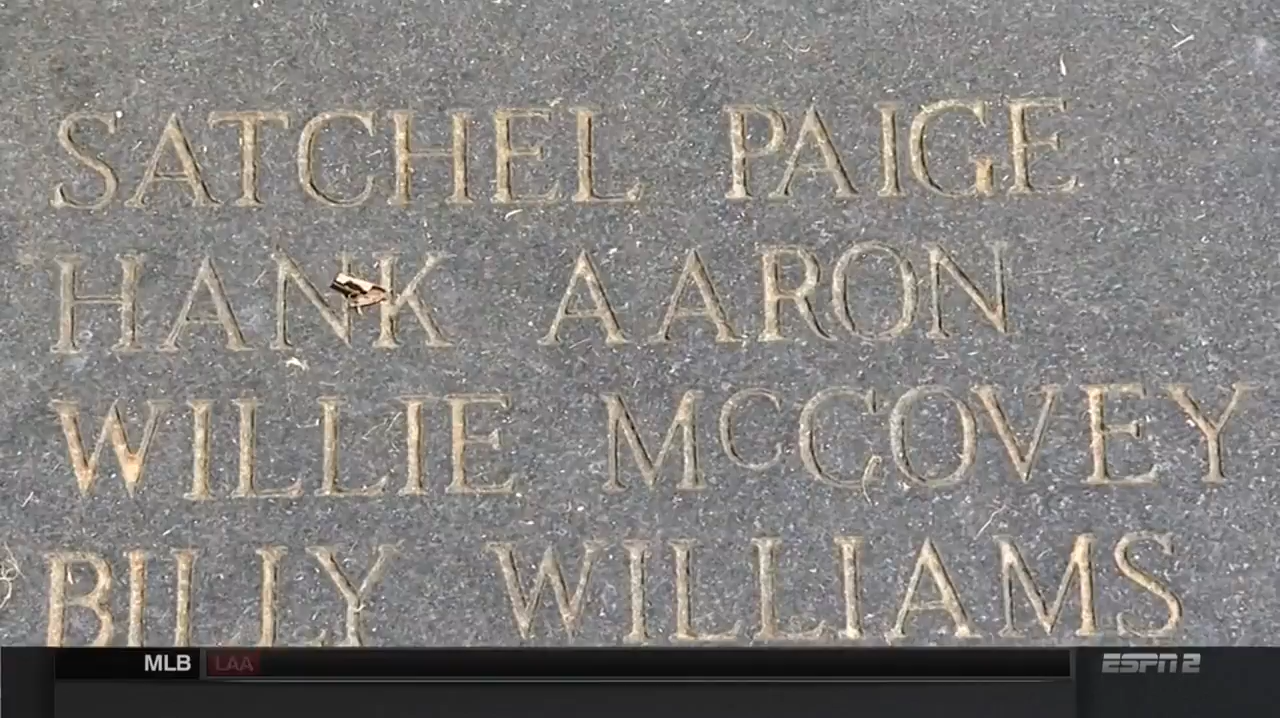 SATCHEL PAIGE
HANK AARON
WILLIE MCCOVEY
BILLY WILLIAMS
MLB LAA ESPN2